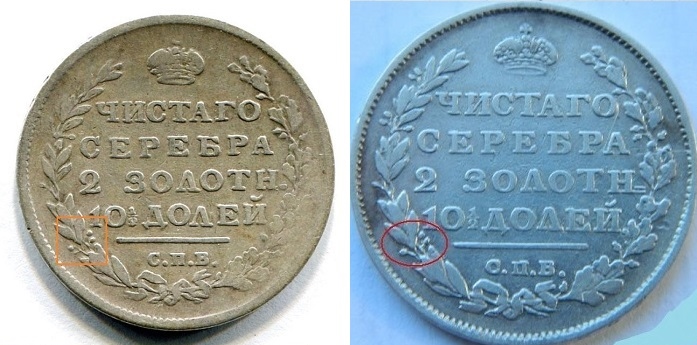 ЧИСТАГО
СЕРЕБРА
2 ЗОЛОТН
10½ ДОЛЕЙ
С.П.Б.
ЧИСТАГО
СЕРЕБРА
2 ЗОЛОТН
10½ ДОЛЕЙ
С.П.Б.